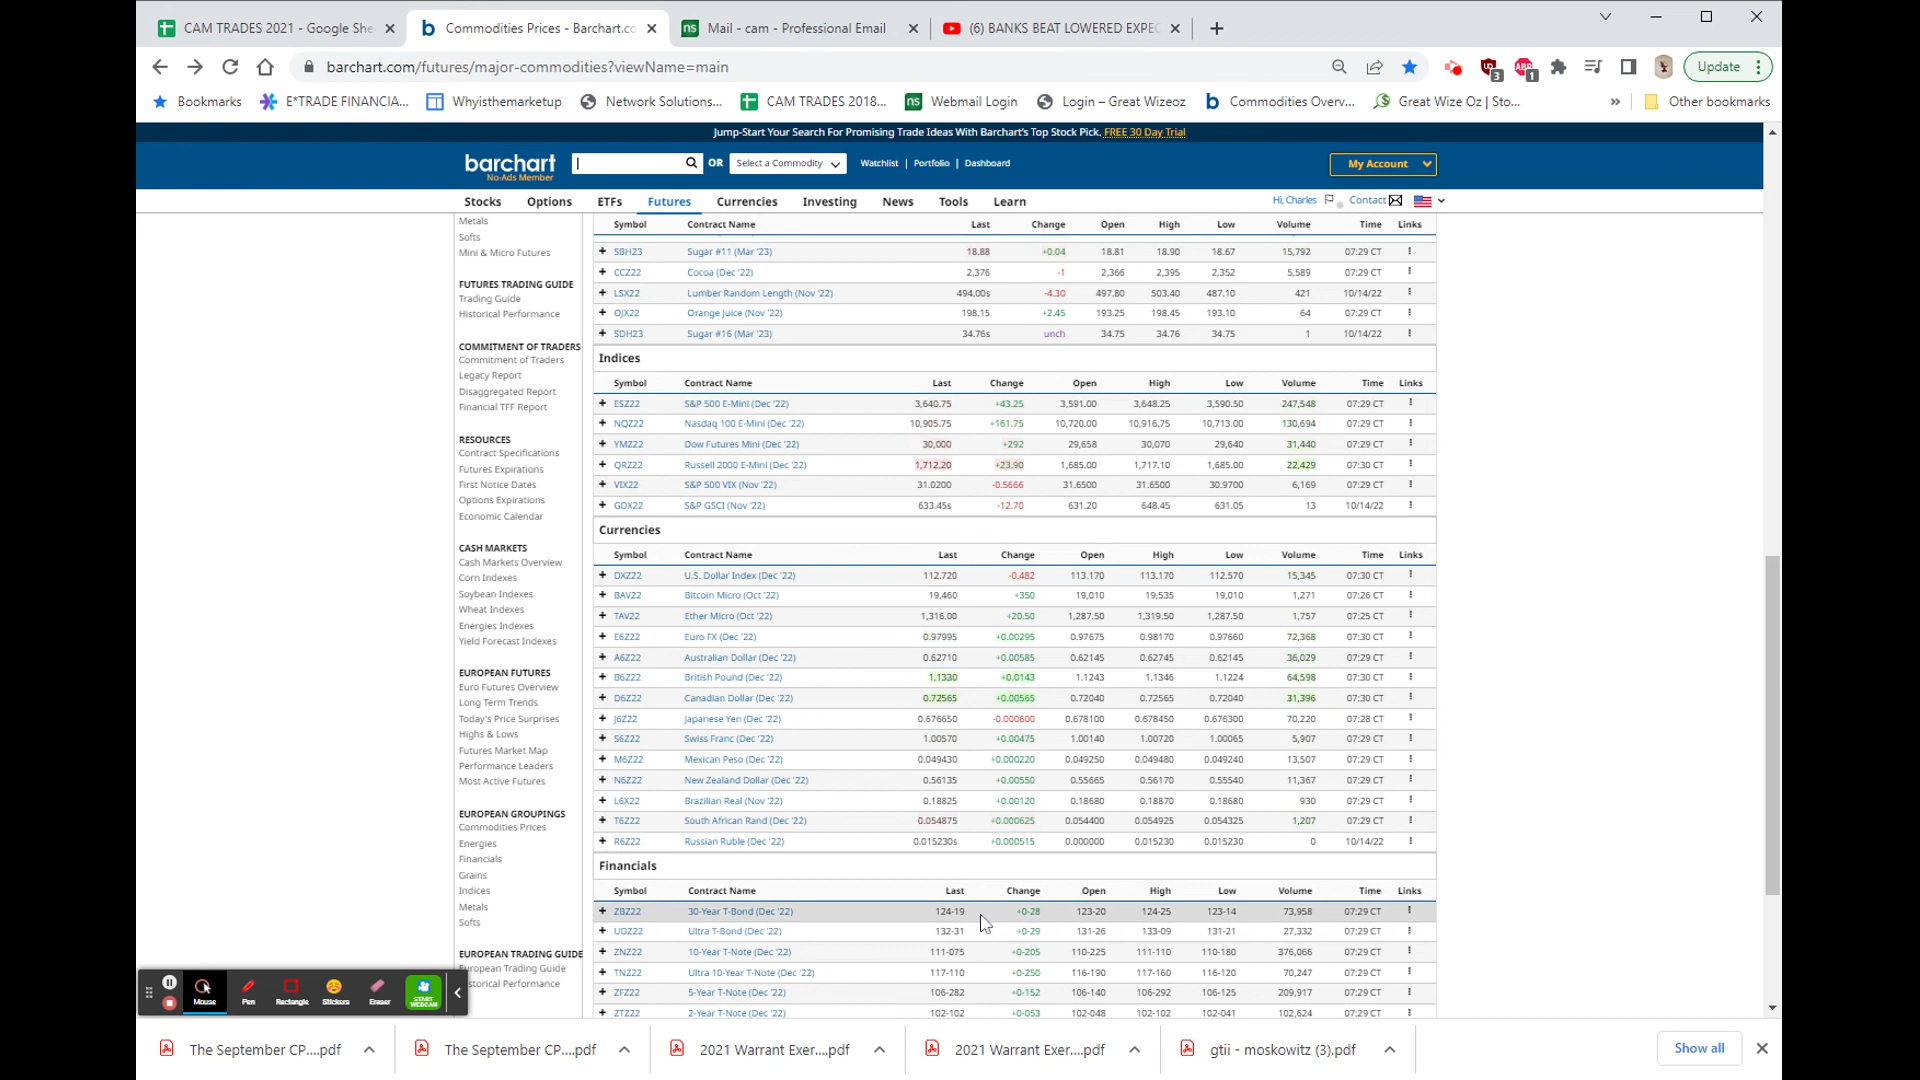 CAM TRADES 2021 - Google She
Commodities Prices - Barchart.co
Mail - cam - Professional Email
(6) BANKS BEAT LOWERED EXPEC
barchart.com/futures/major-commodities?viewName=main
Update
Bookmarks
E*TRADE FINANCIA...
Whyisthemarketup
Network Solutions...
CAM TRADES 2018...
Webmail Login
Login – Great Wizeoz
Commodities Overv...
Great Wize Oz | Sto...
Other bookmarks
Jump-Start Your Search For Promising Trade Ideas With Barchart's Top Stock Pick. FREE 30 Day Trial
barchart
No-Ads Member
OR
Select a Commodity
Watchlist | Portfolio | Dashboard
My Account
Stocks Options ETFs Futures Currencies Investing News Tools Learn
Hi, Charles
Contact
Metals
Softs
Mini & Micro Futures
FUTURES TRADING GUIDE
Trading Guide
Historical Performance
COMMITMENT OF TRADERS
Commitment of Traders
Legacy Report
Disaggregated Report
Financial TFF Report
RESOURCES
Contract Specifications
Futures Expirations
First Notice Dates
Options Expirations
Economic Calendar
CASH MARKETS
Cash Markets Overview
Corn Indexes
Soybean Indexes
Wheat Indexes
Energies Indexes
Yield Forecast Indexes
EUROPEAN FUTURES
Euro Futures Overview
Long Term Trends
Today's Price Surprises
Highs & Lows
Futures Market Map
Performance Leaders
Most Active Futures
EUROPEAN GROUPINGS
Commodities Prices
Energies
Financials
Grains
Indices
Metals
Softs
EUROPEAN TRADING GUIDE
European Trading Guide
Historical Performance
Symbol Contract Name Last Change Open High Low Volume Time Links
SBH23 Sugar #11 (Mar '23) 18.88 +0.04 18.81 18.90 18.67 15,792 07:29 CT
CCZ22 Cocoa (Dec '22) 2,376 -1 2,366 2,395 2,352 5,589 07:29 CT
LSX22 Lumber Random Length (Nov '22) 494.00s -4.30 497.80 503.40 487.10 421 10/14/22
OJX22 Orange Juice (Nov '22) 198.15 +2.45 193.25 198.45 193.10 64 07:29 CT
SDH23 Sugar #16 (Mar '23) 34.76s unch 34.75 34.76 34.75 1 10/14/22
Indices
Symbol Contract Name Last Change Open High Low Volume Time Links
ESZ22 S&P 500 E-Mini (Dec '22) 3,640.75 +43.25 3,591.00 3,648.25 3,590.50 247,548 07:29 CT
NQZ22 Nasdaq 100 E-Mini (Dec '22) 10,905.75 +161.75 10,720.00 10,916.75 10,713.00 130,694 07:29 CT
YMZ22 Dow Futures Mini (Dec '22) 30,000 +292 29,658 30,070 29,640 31,440 07:29 CT
QRZ22 Russell 2000 E-Mini (Dec '22) 1,712.20 +23.90 1,685.00 1,717.10 1,685.00 22,429 07:30 CT
VIX22 S&P 500 VIX (Nov '22) 31.0200 -0.5666 31.6500 31.6500 30.9700 6,169 07:29 CT
GDX22 S&P GSCI (Nov '22) 633.45s -12.70 631.20 648.45 631.05 13 10/14/22
Currencies
Symbol Contract Name Last Change Open High Low Volume Time Links
DXZ22 U.S. Dollar Index (Dec '22) 112.720 -0.482 113.170 113.170 112.570 15,345 07:30 CT
BAV22 Bitcoin Micro (Oct '22) 19,460 +350 19,010 19,535 19,010 1,271 07:26 CT
TAV22 Ether Micro (Oct '22) 1,316.00 +20.50 1,287.50 1,319.50 1,287.50 1,757 07:25 CT
E6Z22 Euro FX (Dec '22) 0.97995 +0.00295 0.97675 0.98170 0.97660 72,368 07:30 CT
A6Z22 Australian Dollar (Dec '22) 0.62710 +0.00585 0.62145 0.62745 0.62145 36,029 07:29 CT
B6Z22 British Pound (Dec '22) 1.1330 +0.0143 1.1243 1.1346 1.1224 64,598 07:30 CT
D6Z22 Canadian Dollar (Dec '22) 0.72565 +0.00565 0.72040 0.72565 0.72040 31,396 07:30 CT
J6Z22 Japanese Yen (Dec '22) 0.676650 -0.000600 0.678100 0.678450 0.676300 70,220 07:28 CT
S6Z22 Swiss Franc (Dec '22) 1.00570 +0.00475 1.00140 1.00720 1.00065 5,907 07:29 CT
M6Z22 Mexican Peso (Dec '22) 0.049430 +0.000220 0.049250 0.049480 0.049240 13,507 07:29 CT
N6Z22 New Zealand Dollar (Dec '22) 0.56135 +0.00550 0.55665 0.56170 0.55540 11,367 07:29 CT
L6X22 Brazilian Real (Nov '22) 0.18825 +0.00120 0.18680 0.18870 0.18680 930 07:29 CT
T6Z22 South African Rand (Dec '22) 0.054875 +0.000625 0.054400 0.054925 0.054325 1,207 07:29 CT
R6Z22 Russian Ruble (Dec '22) 0.015230s +0.000515 0.000000 0.015230 0.015230 0 10/14/22
Financials
Symbol Contract Name Last Change Open High Low Volume Time Links
ZBZ22 30-Year T-Bond (Dec '22) 124-19 +0-28 123-20 124-25 123-14 73,958 07:29 CT
UDZ22 Ultra T-Bond (Dec '22) 132-31 +0-29 131-26 133-09 131-21 27,332 07:29 CT
ZNZ22 10-Year T-Note (Dec '22) 111-075 +0-205 110-225 111-110 110-180 376,066 07:29 CT
TNZ22 Ultra 10-Year T-Note (Dec '22) 117-110 +0-250 116-190 117-160 116-120 70,247 07:29 CT
ZFZ22 5-Year T-Note (Dec '22) 106-282 +0-152 106-140 106-292 106-125 209,917 07:29 CT
ZTZ22 2-Year T-Note (Dec '22) 102-102 +0-053 102-048 102-102 102-041 102,624 07:29 CT
Mouse Pen Rectangle Stickers Eraser START WEBCAM
The September CP....pdf
The September CP....pdf
2021 Warrant Exer....pdf
2021 Warrant Exer....pdf
gtii - moskowitz (3).pdf
Show all